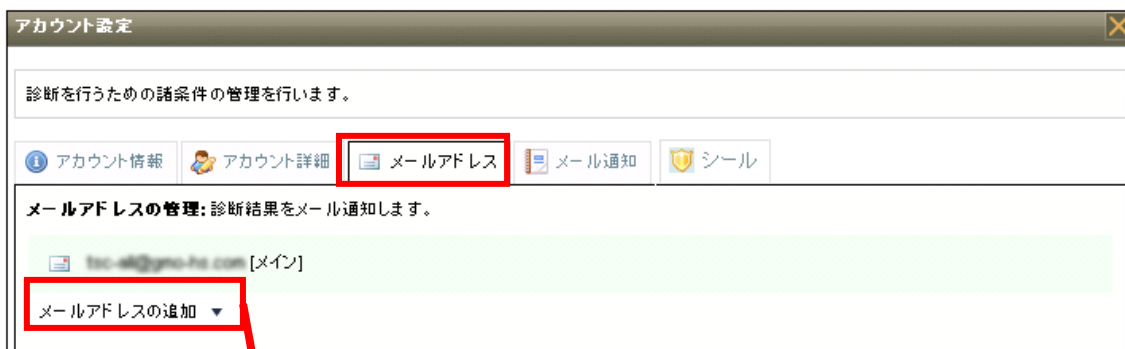 アカウント設定
診断を行うための諸条件の管理を行います。
アカウント情報 アカウント詳細 メールアドレス メール通知 シール
メールアドレスの管理:診断結果をメール通知します。
[メイン]
メールアドレスの追加 ▼